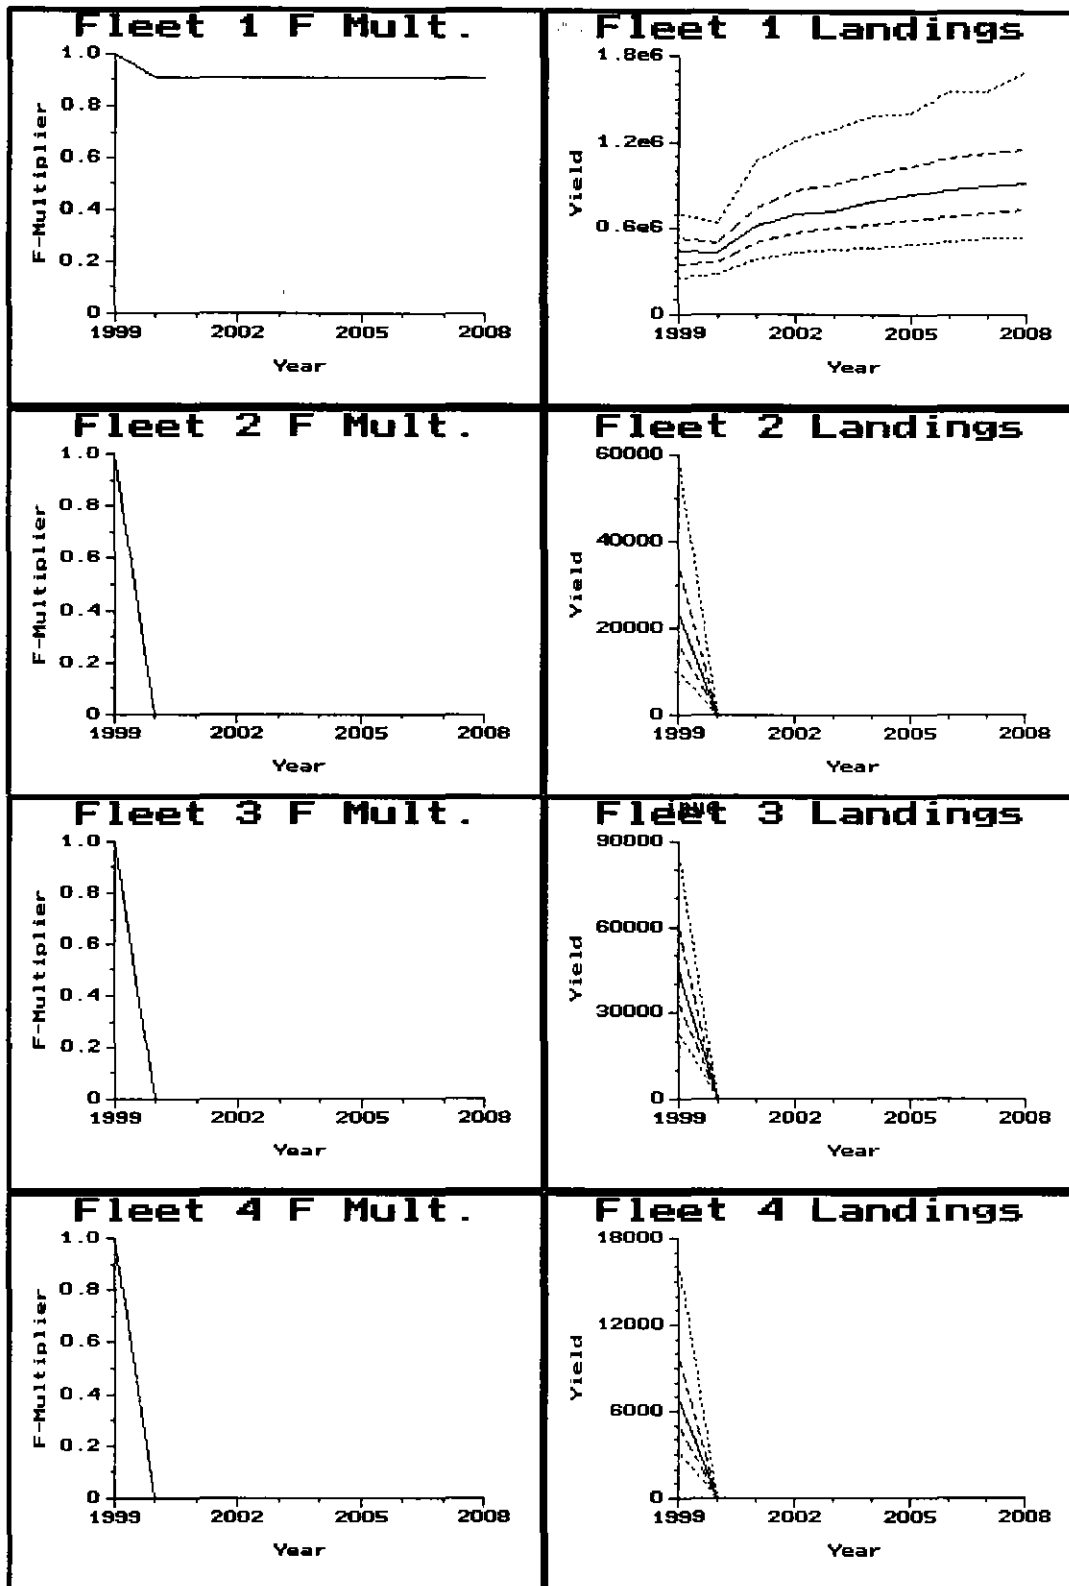 Fleet 1 F Mult.
1.0
0.8
0.6
0.4
0.2
0
F-Multiplier
1999 2002 2005 2008
Year
Fleet 1 Landings
1.8e6
1.2e6
0.6e6
0
Yield
1999 2002 2005 2008
Year
Fleet 2 F Mult.
1.0
0.8
0.6
0.4
0.2
0
F-Multiplier
1999 2002 2005 2008
Year
Fleet 2 Landings
60000
40000
20000
0
Yield
1999 2002 2005 2008
Year
Fleet 3 F Mult.
1.0
0.8
0.6
0.4
0.2
0
F-Multiplier
1999 2002 2005 2008
Year
Fleet 3 Landings
90000
60000
30000
0
Yield
1999 2002 2005 2008
Year
Fleet 4 F Mult.
1.0
0.8
0.6
0.4
0.2
0
F-Multiplier
1999 2002 2005 2008
Year
Fleet 4 Landings
18000
12000
6000
0
Yield
1999 2002 2005 2008
Year